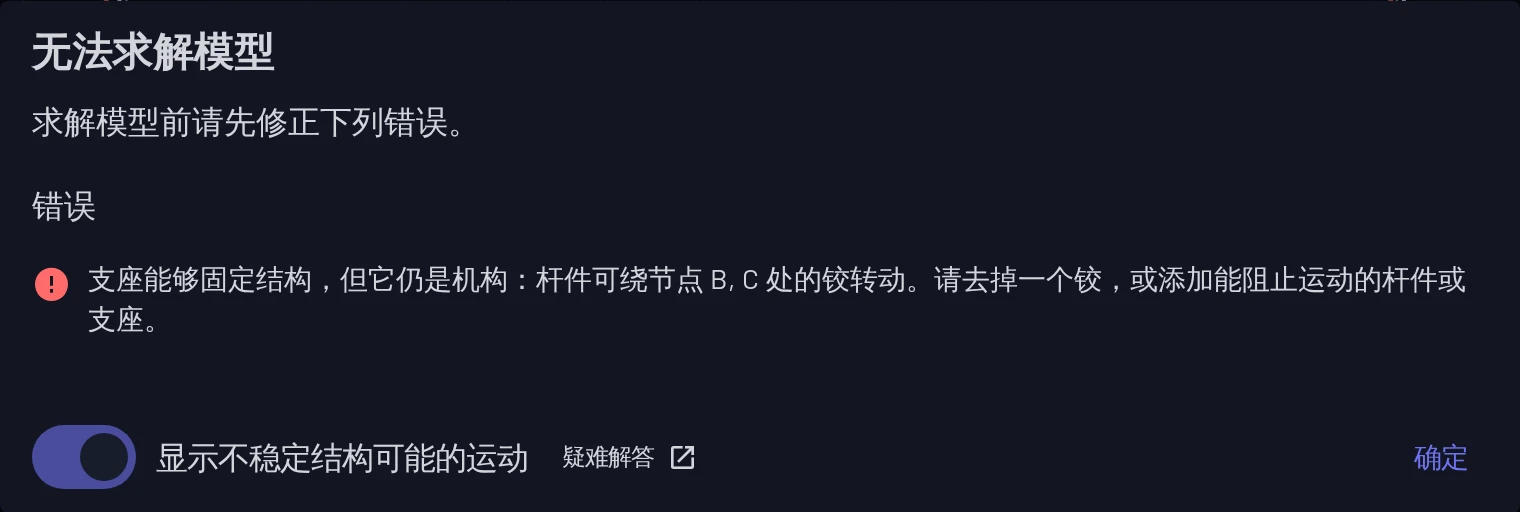 无法求解模型
求解模型前请先修正下列错误。
错误
支座能够固定结构，但它仍是机构：杆件可绕节点 B, C 处的铰转动。请去掉一个铰，或添加能阻止运动的杆件或
支座。
显示不稳定结构可能的运动 疑难解答 确定